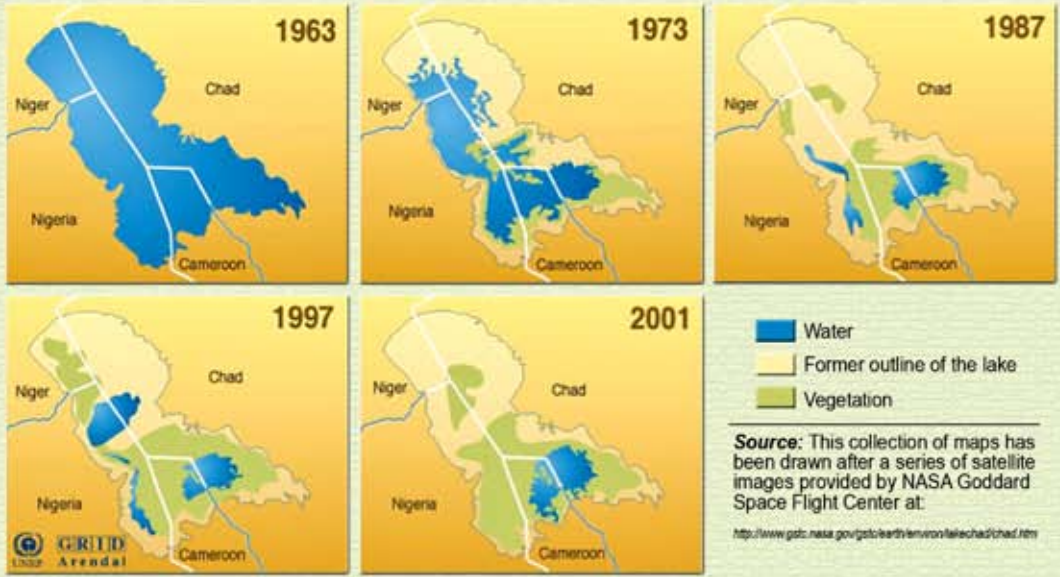 1963
Chad
Niger
Nigeria
Cameroon
1973
Chad
Niger
Nigeria
Cameroon
1987
Chad
Niger
Nigeria
Cameroon
1997
Chad
Niger
Nigeria
Cameroon
UNEP
GRID
Arendal
2001
Chad
Niger
Nigeria
Cameroon
Water
Former outline of the lake
Vegetation
Source: This collection of maps has
been drawn after a series of satellite
images provided by NASA Goddard
Space Flight Center at: